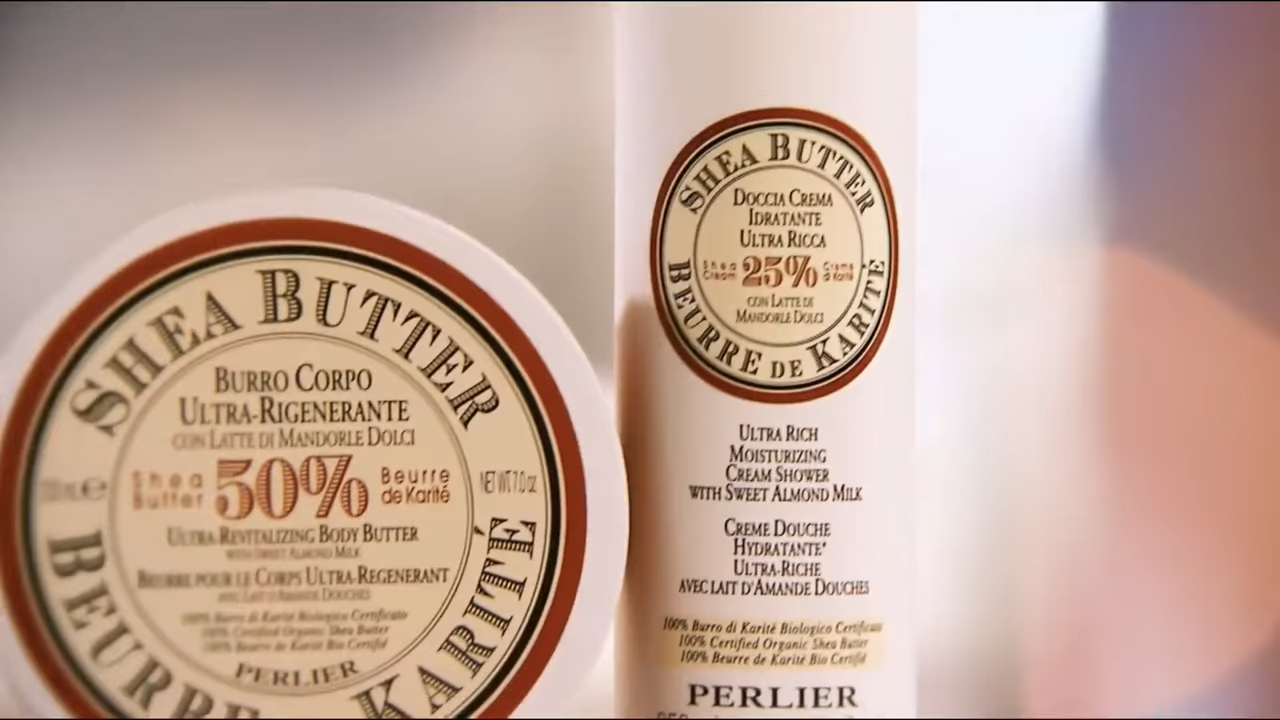 SHEA BUTTER
BURRO CORPO
ULTRA-RIGENERANTE
CON LATTE DI MANDORLE DOLCI
Shea Butter
50%
Beurre de Karité
NET WT 7.0 oz
ULTRA-REVITALIZING BODY BUTTER
WITH SWEET ALMOND MILK
BEURRE POUR LE CORPS ULTRA-REGENERANT
AVEC LAIT D'AMANDE DOUCHES
100% Burro di Karité Biologico Certificato
100% Certified Organic Shea Butter
100% Beurre de Karité Bio Certifié
PERLIER
BEURRE KARITÉ
SHEA BUTTER
DOCCIA CREMA
IDRATANTE
ULTRA RICCA
Shea Cream
25%
Creme d Karité
CON LATTE DI
MANDORLE DOLCI
BEURRE DE KARITÉ
ULTRA RICH
MOISTURIZING
CREAM SHOWER
WITH SWEET ALMOND MILK
CREME DOUCHE
HYDRATANTE*
ULTRA-RICHE
AVEC LAIT D'AMANDE DOUCHES
100% Burro di Karité Biologico Certificato
100% Certified Organic Shea Butter
100% Beurre de Karité Bio Certifié
PERLIER